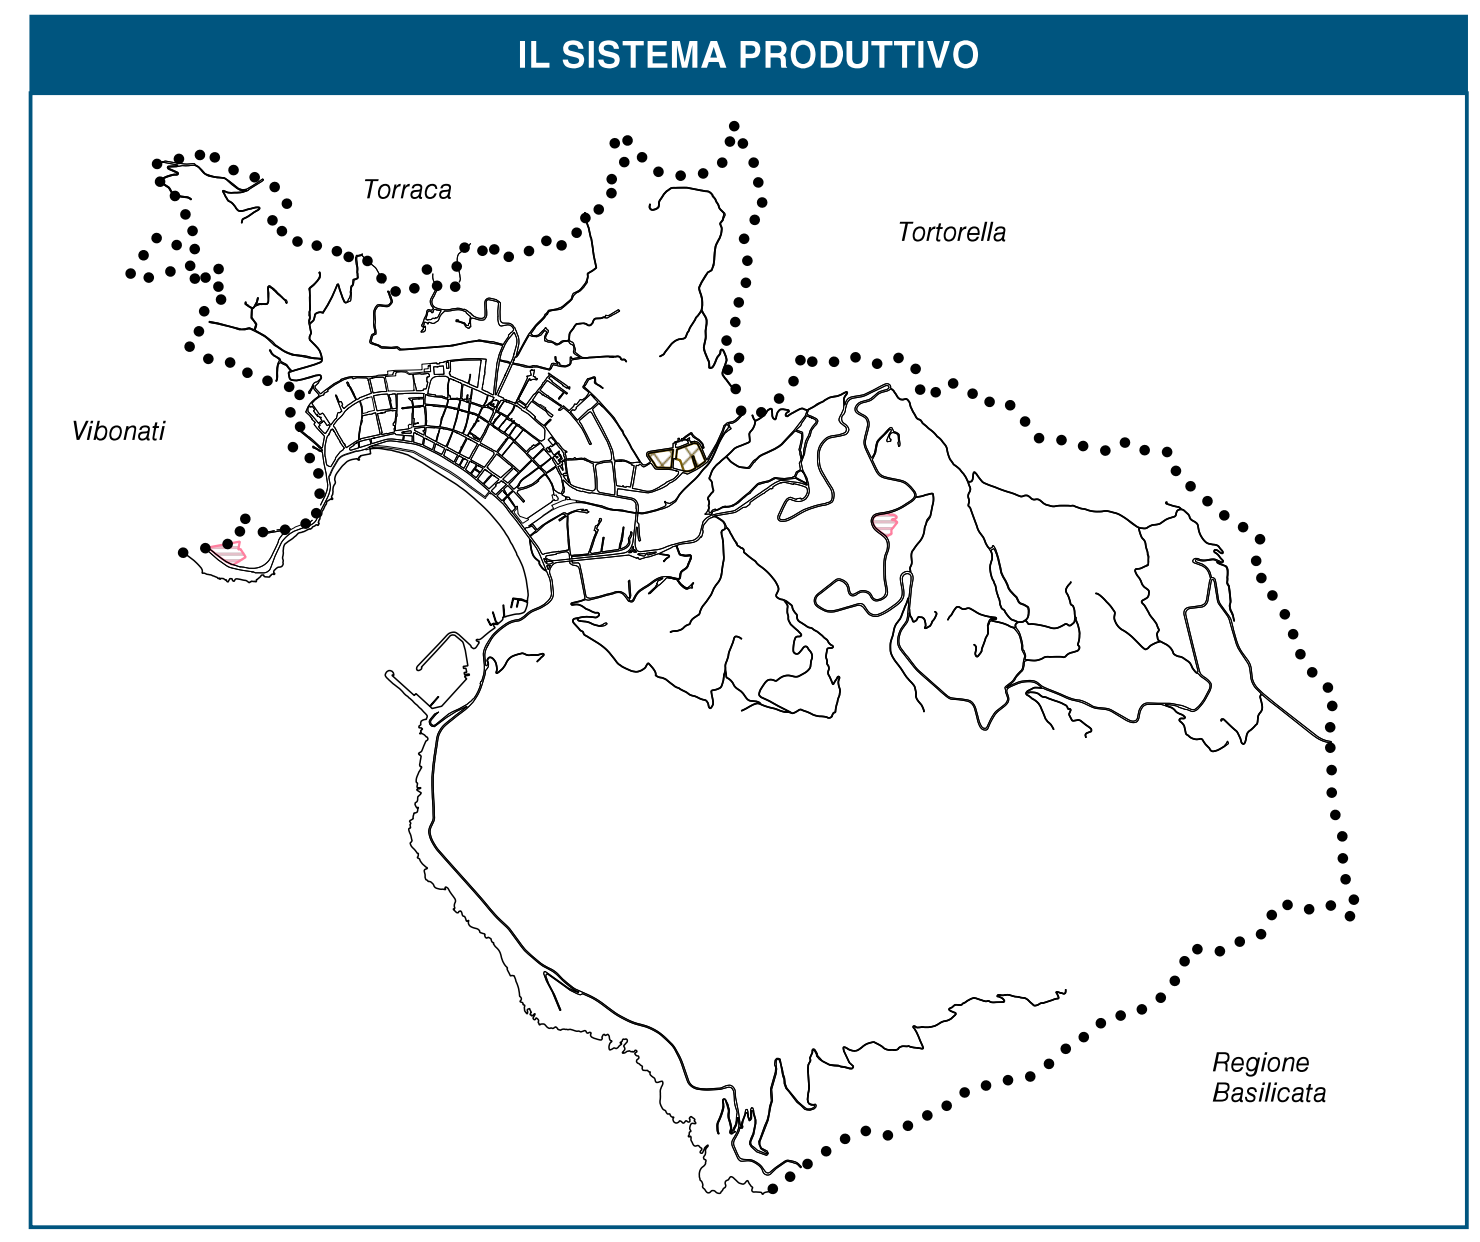 IL SISTEMA PRODUTTIVO
Torraca
Tortorella
Vibonati
Regione
Basilicata